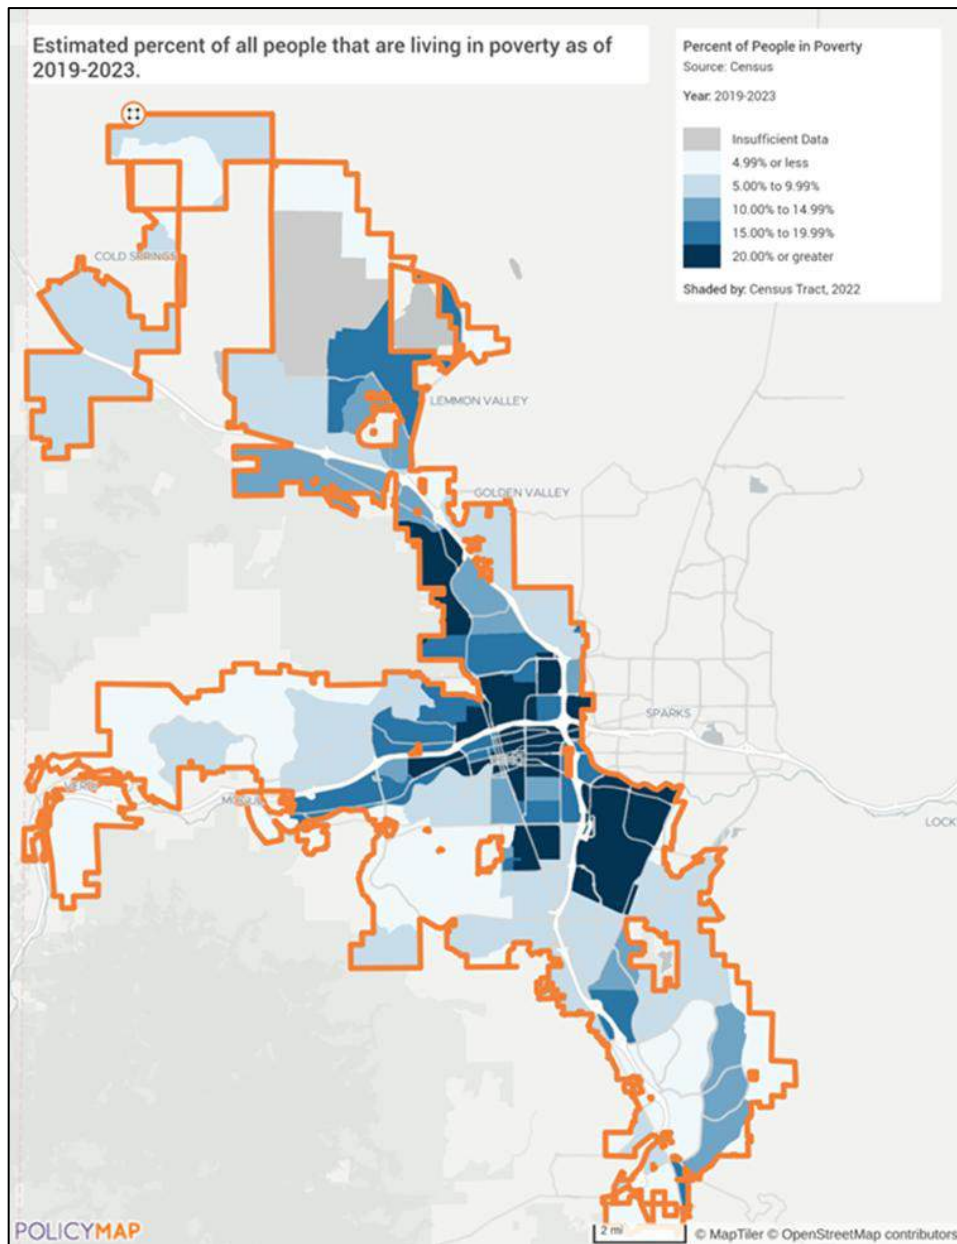 Estimated percent of all people that are living in poverty as of
2019-2023.
Percent of People in Poverty
Source: Census
Year: 2019-2023
Insufficient Data
4.99% or less
5.00% to 9.99%
10.00% to 14.99%
15.00% to 19.99%
20.00% or greater
Shaded by: Census Tract, 2022
COLD SPRINGS
LEMMON VALLEY
GOLDEN VALLEY
SPARKS
LOCK
2 mi
POLICYMAP
© MapTiler © OpenStreetMap contributors